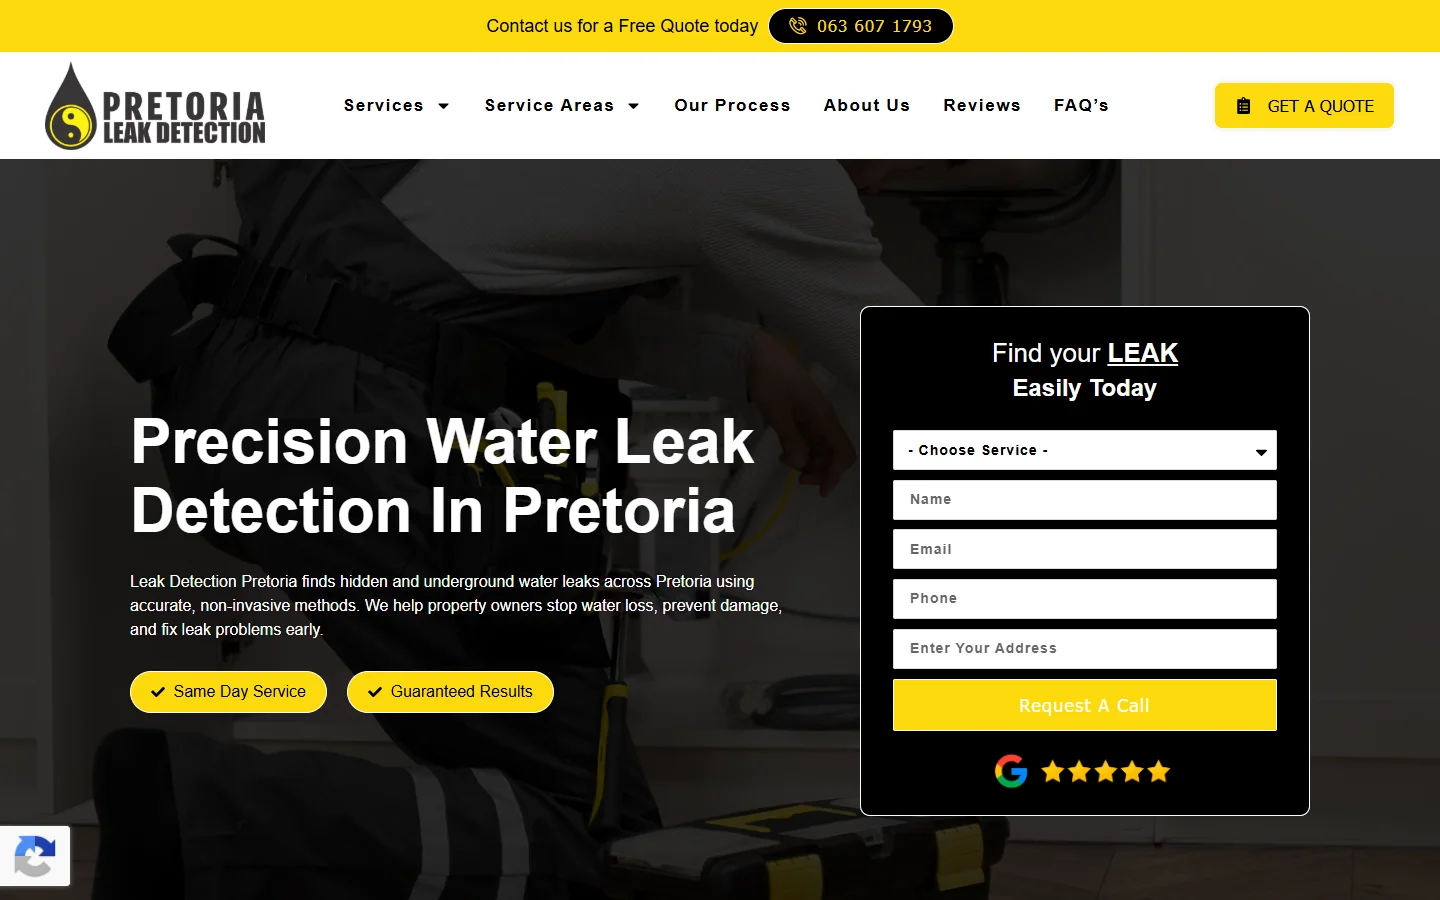 Contact us for a Free Quote today
063 607 1793
PRETORIA
LEAK DETECTION
Services
Service Areas
Our Process
About Us
Reviews
FAQ’s
GET A QUOTE
Precision Water Leak
Detection In Pretoria
Leak Detection Pretoria finds hidden and underground water leaks across Pretoria using
accurate, non-invasive methods. We help property owners stop water loss, prevent damage,
and fix leak problems early.
Same Day Service
Guaranteed Results
Find your LEAK
Easily Today
- Choose Service -
Name
Email
Phone
Enter Your Address
Request A Call